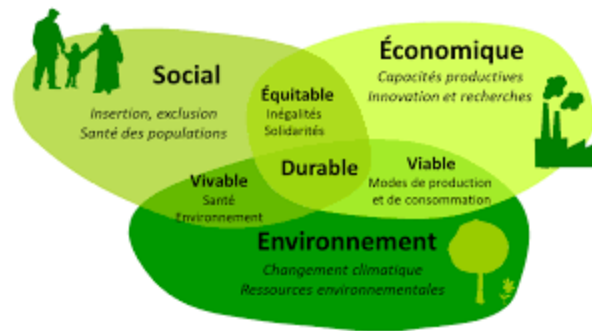 Social
Insertion, exclusion
Santé des populations
Économique
Capacités productives
Innovation et recherches
Équitable
Inégalités
Solidarités
Durable
Vivable
Santé
Environnement
Viable
Modes de production
et de consommation
Environnement
Changement climatique
Ressources environnementales